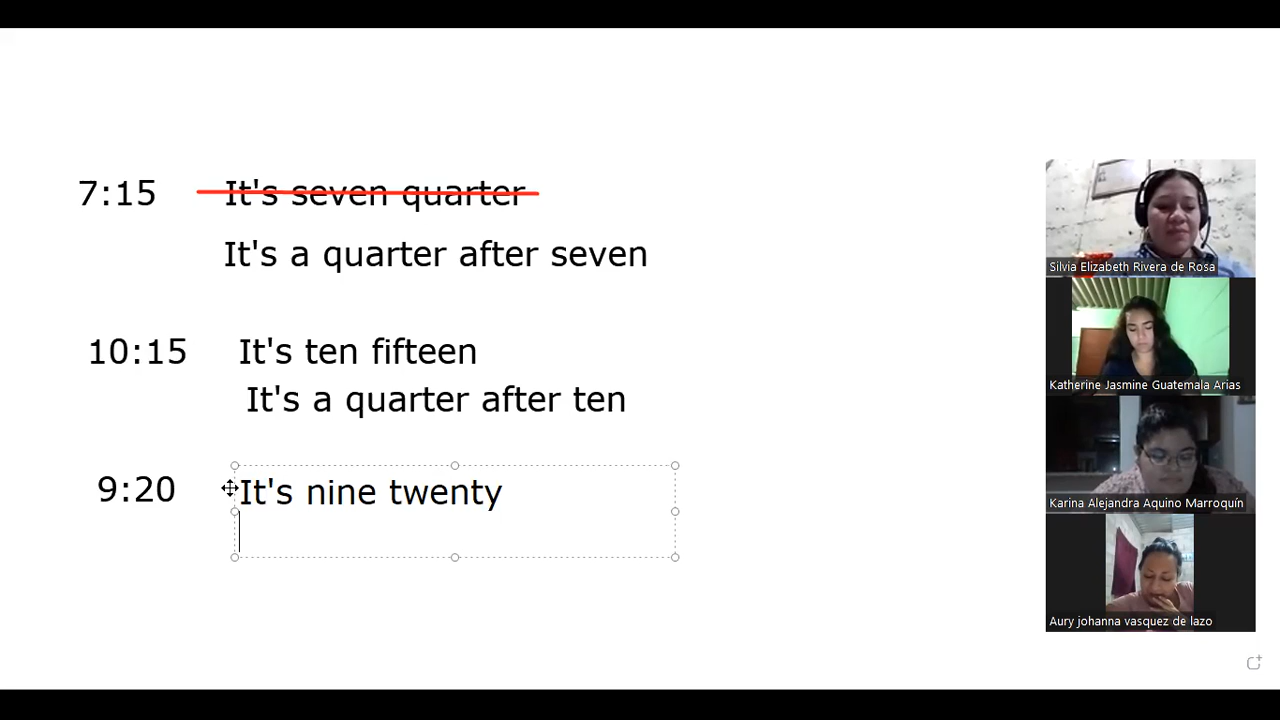 7:15 It's seven quarter
It's a quarter after seven
10:15 It's ten fifteen
It's a quarter after ten
9:20 It's nine twenty
Silvia Elizabeth Rivera de Rosa
Katherine Jasmine Guatemala Arias
Karina Alejandra Aquino Marroquín
Aury johanna vasquez de lazo